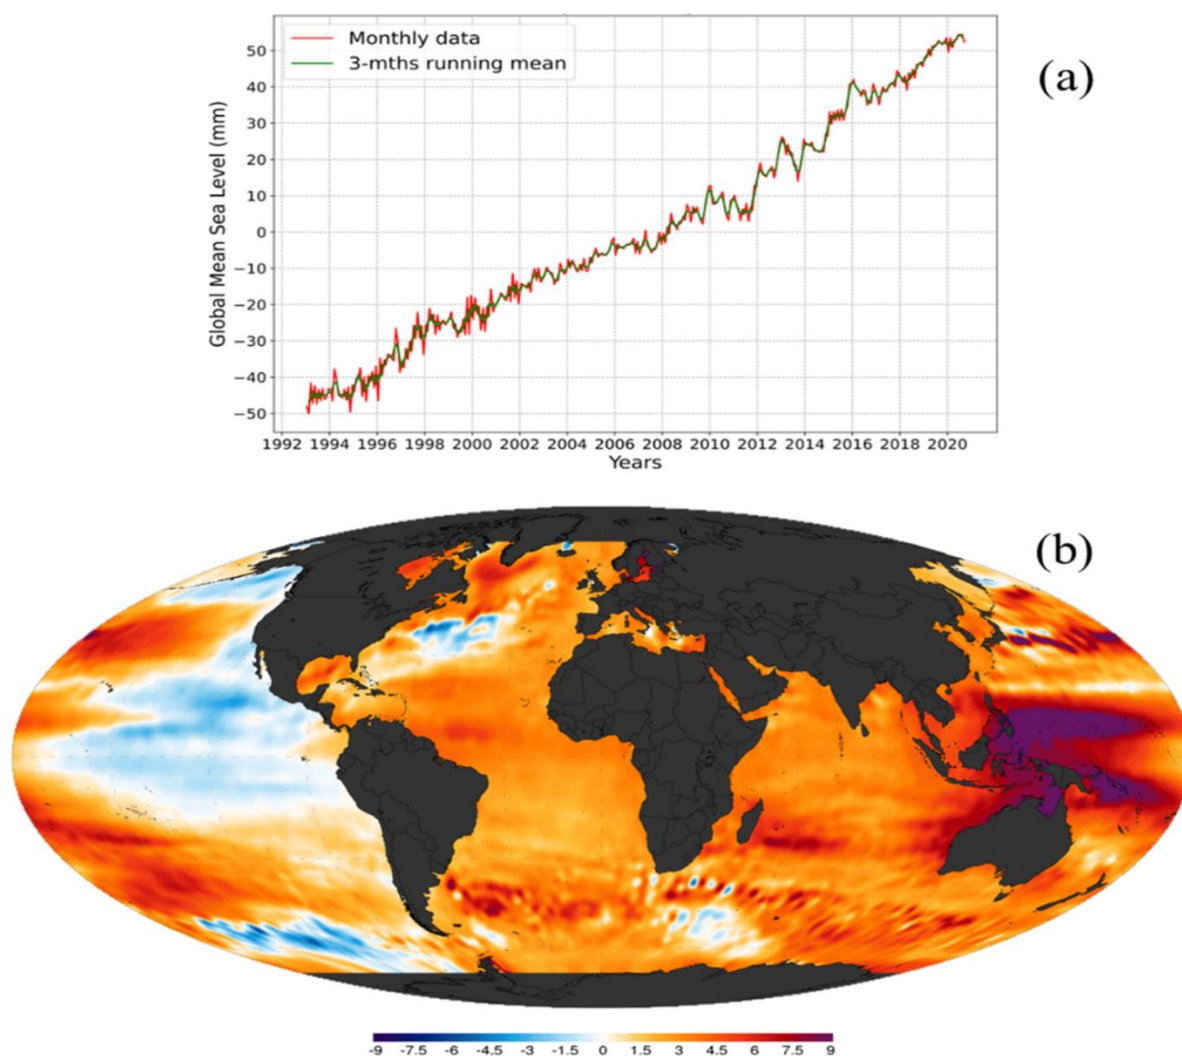 Monthly data
3-mths running mean
(a)
Global Mean Sea Level (mm)
50
40
30
20
10
0
−10
−20
−30
−40
−50
1992 1994 1996 1998 2000 2002 2004 2006 2008 2010 2012 2014 2016 2018 2020
Years
(b)
-9 -7.5 -6 -4.5 -3 -1.5 0 1.5 3 4.5 6 7.5 9